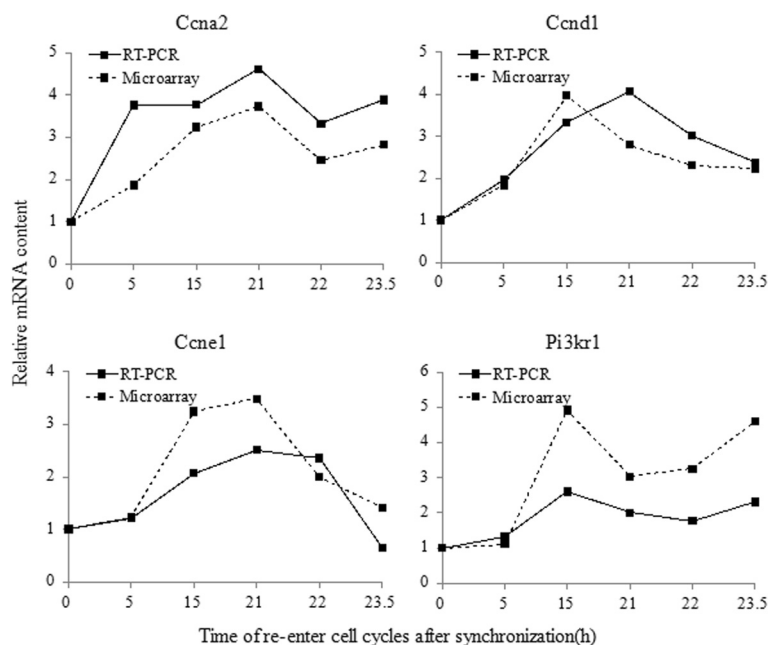 Ccna2
5
4
3
2
1
0
RT-PCR
Microarray
0 5 15 21 22 23.5
Ccnd1
5
4
3
2
1
0
RT-PCR
Microarray
0 5 15 21 22 23.5
Relative mRNA content
Ccne1
4
3
2
1
0
RT-PCR
Microarray
0 5 15 21 22 23.5
Pi3kr1
6
5
4
3
2
1
0
RT-PCR
Microarray
0 5 15 21 22 23.5
Time of re-enter cell cycles after synchronization(h)